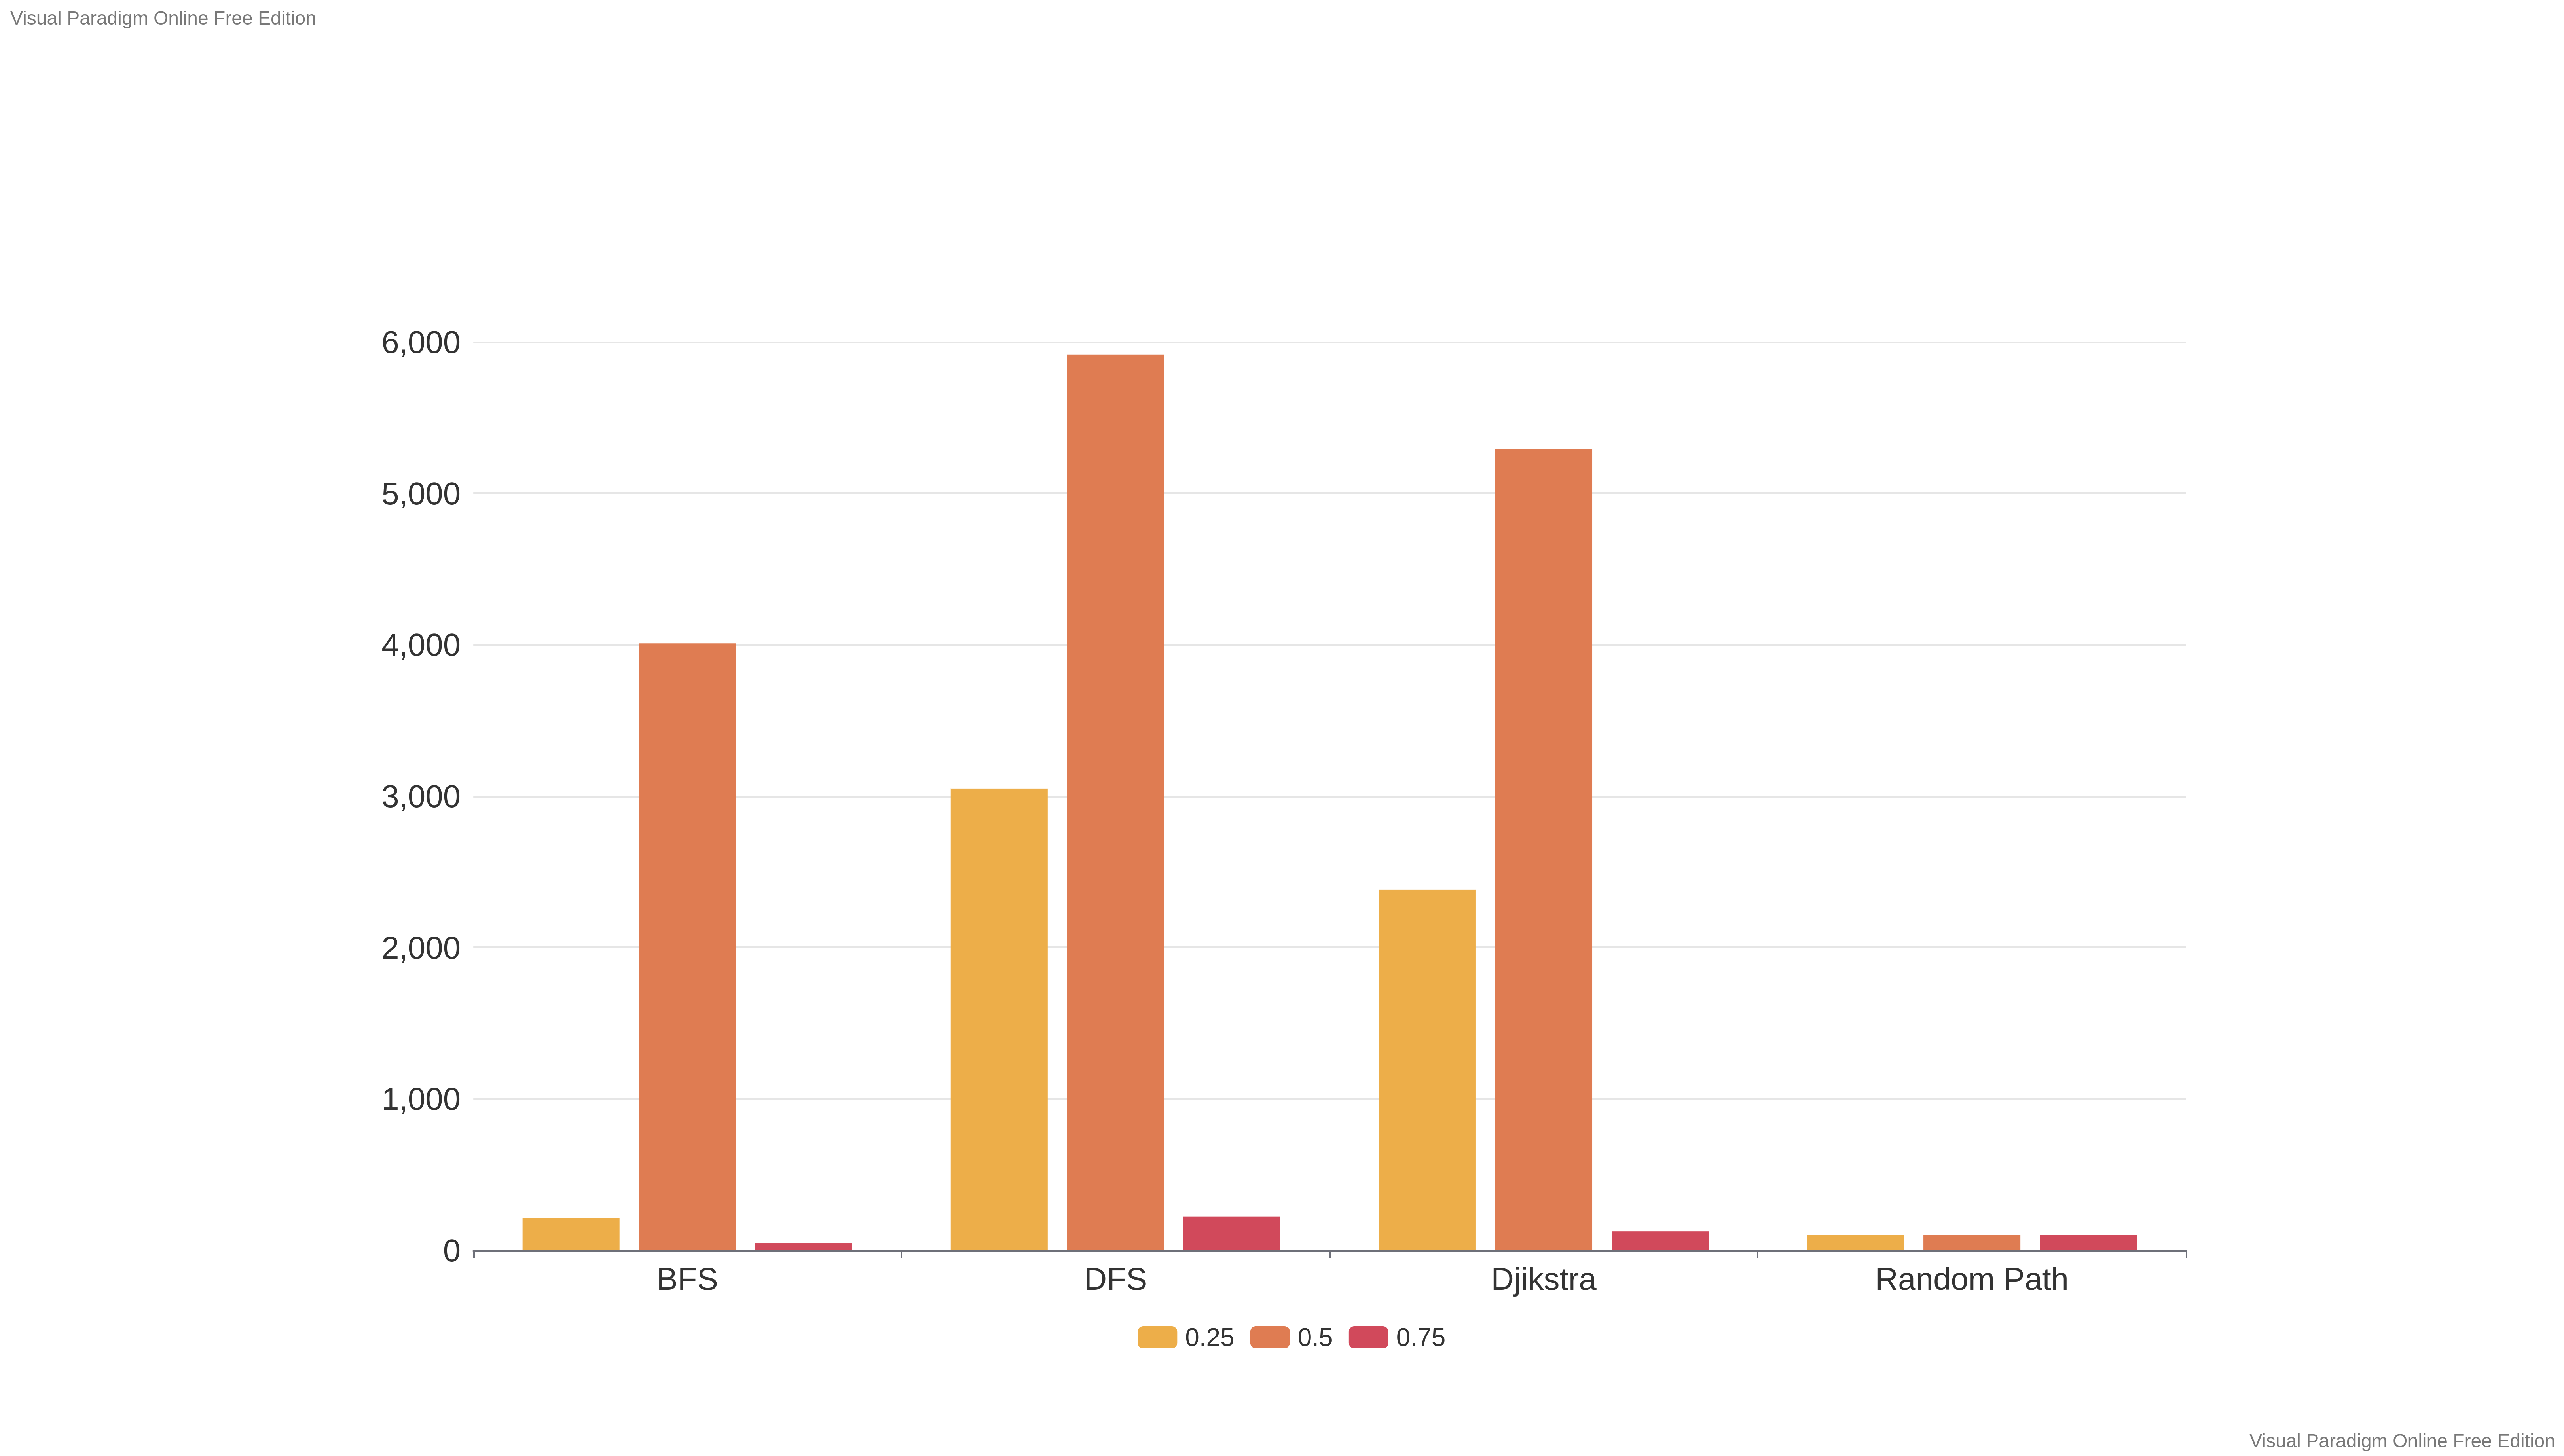 Visual Paradigm Online Free Edition
6,000
5,000
4,000
3,000
2,000
1,000
0
BFS DFS Djikstra Random Path
0.25 0.5 0.75
Visual Paradigm Online Free Edition